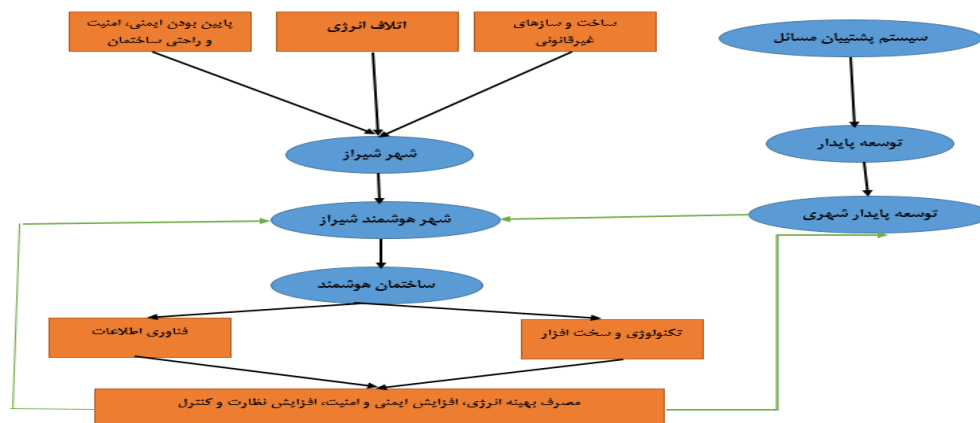 ساخت و سازهای
غیرقانونی
اتلاف انرژی
پایین بودن ایمنی، امنیت
و راحتی ساختمان
سیستم پشتیبان مسائل
شهر شیراز
توسعه پایدار
شهر هوشمند شیراز
توسعه پایدار شهری
ساختمان هوشمند
تکنولوژی و سخت افزار
فناوری اطلاعات
مصرف بهینه انرژی، افزایش ایمنی و امنیت، افزایش نظارت و کنترل